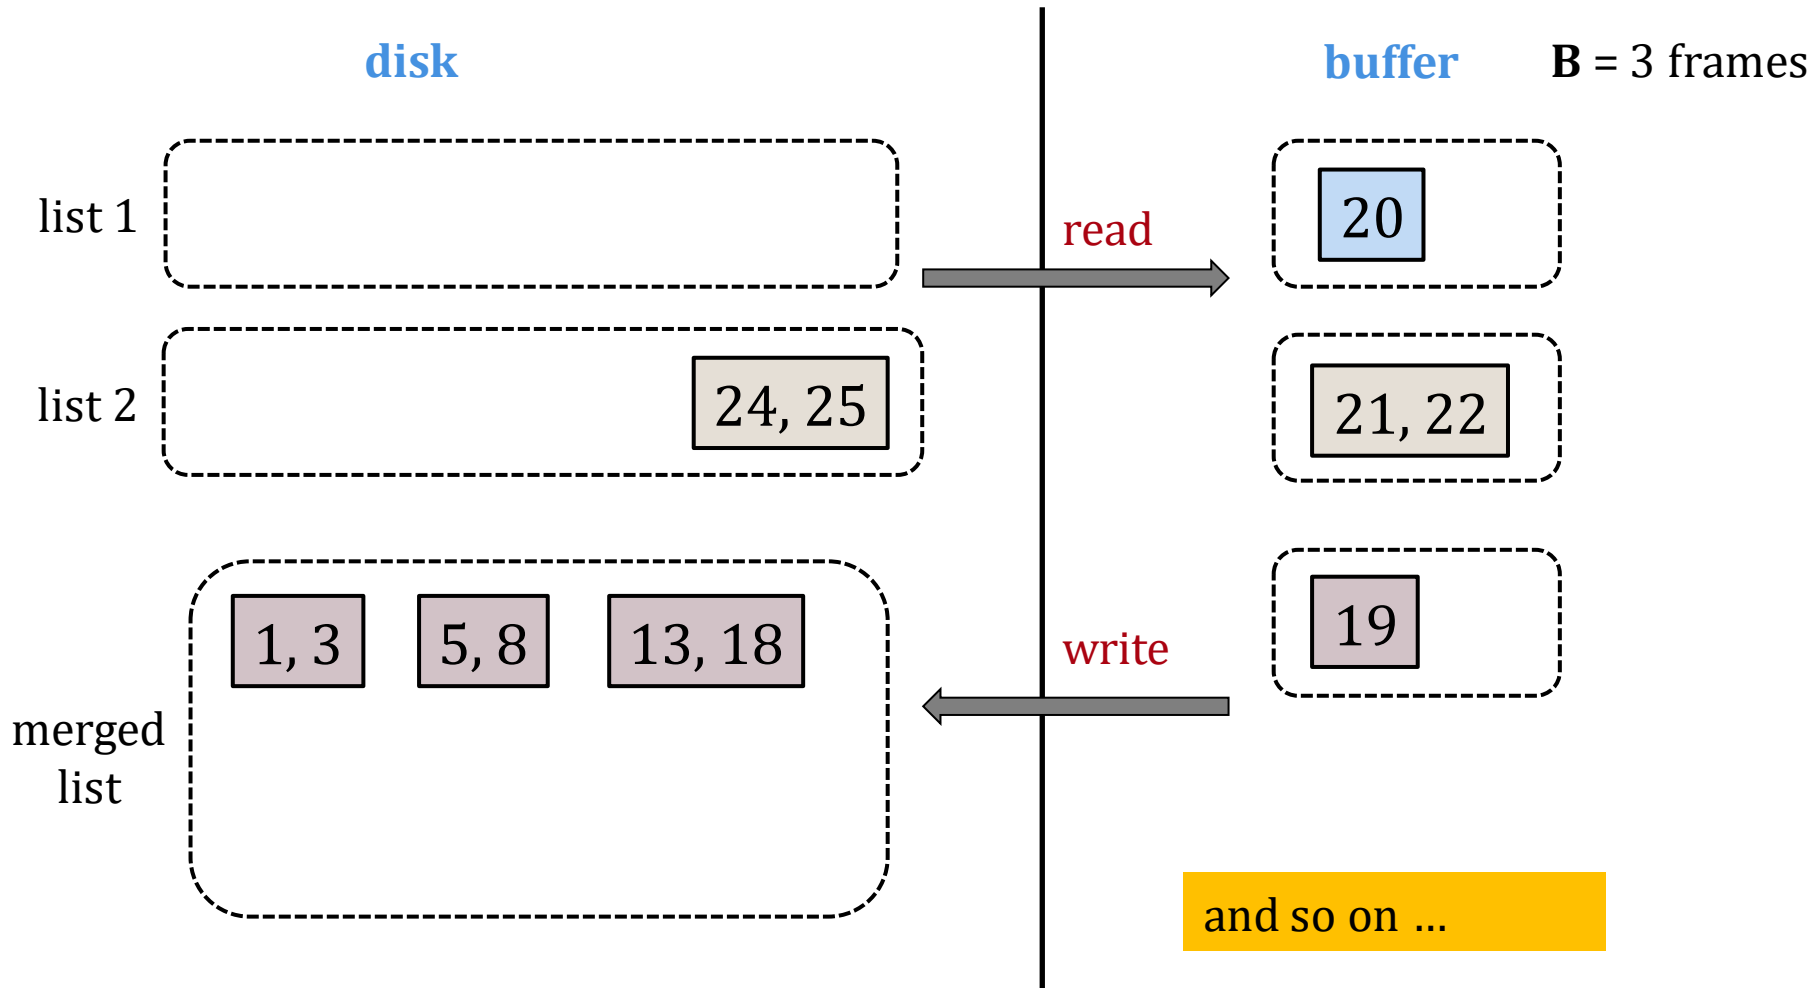 disk
buffer
B = 3 frames
list 1
read
20
list 2
24, 25
21, 22
1, 3
5, 8
13, 18
write
19
merged
list
and so on ...